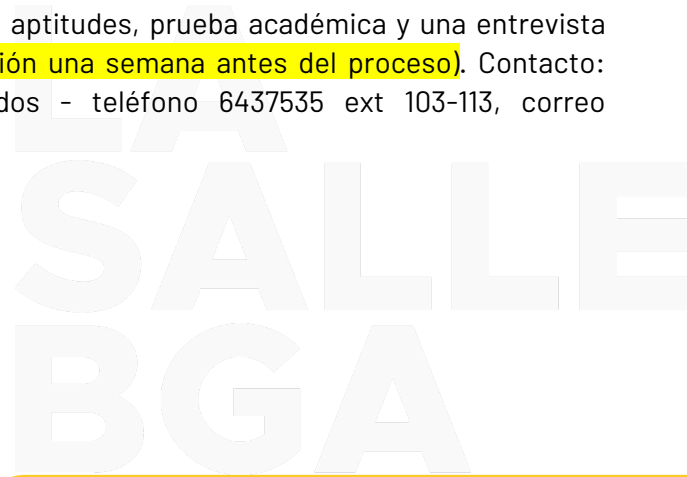 aptitudes, prueba académica y una entrevista
ión una semana antes del proceso). Contacto:
dos - teléfono 6437535 ext 103-113, correo
LA
SALLE
BGA